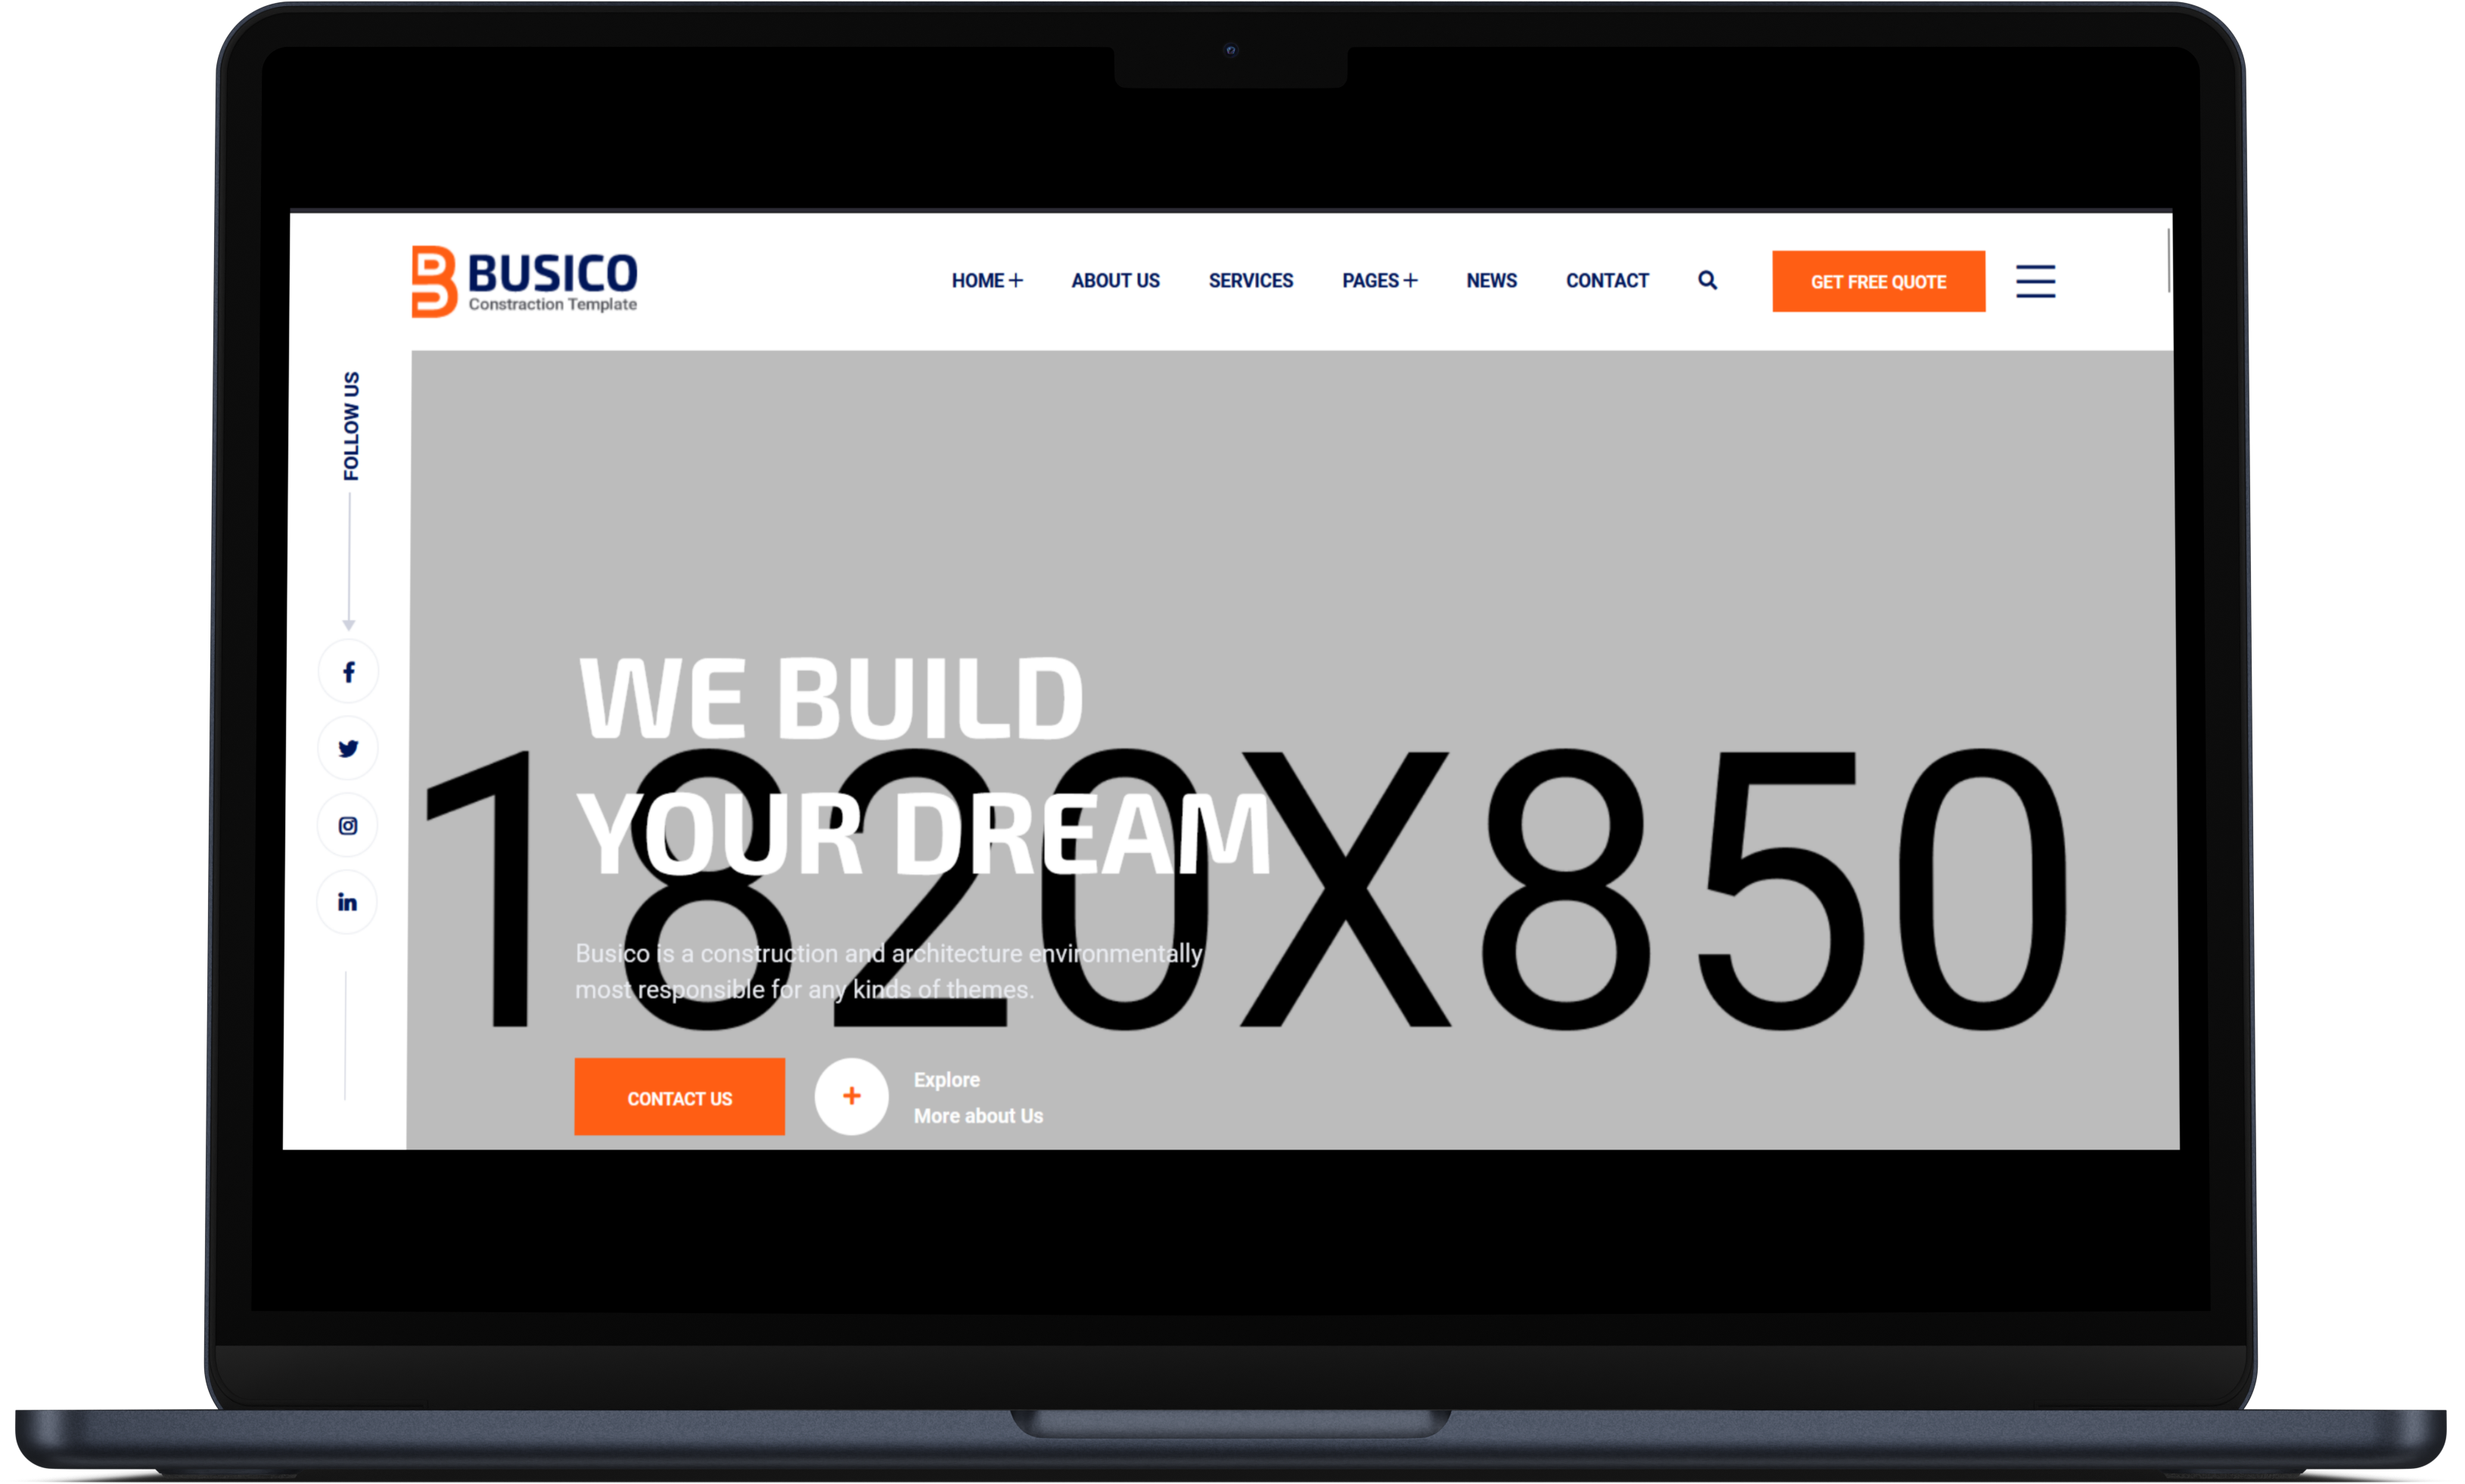 BUSICO
Constraction Template
HOME +
ABOUT US
SERVICES
PAGES +
NEWS
CONTACT
GET FREE QUOTE
FOLLOW US
WE BUILD
YOUR DREAM
1820X850
Busico is a construction and architecture environmentally
most responsible for any kinds of themes.
CONTACT US
+
Explore
More about Us